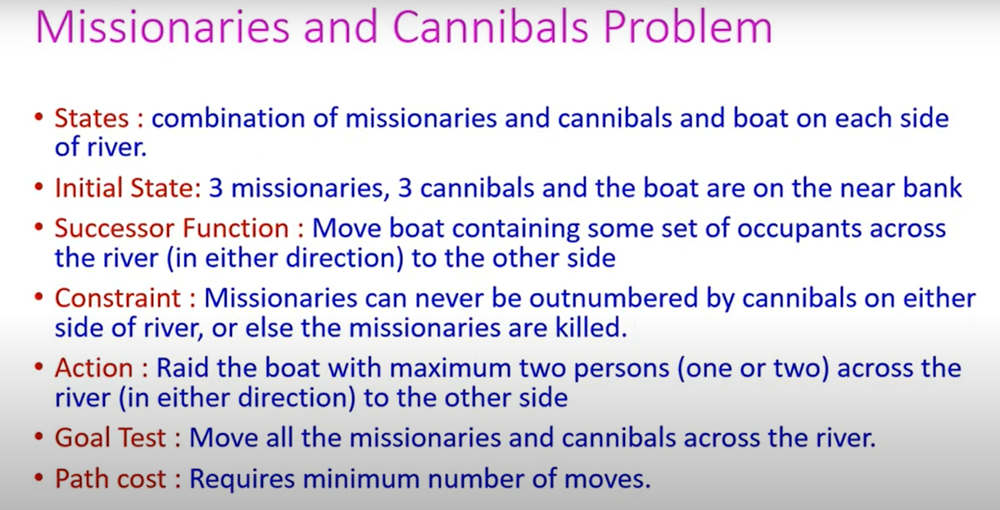 Missionaries and Cannibals Problem
• States : combination of missionaries and cannibals and boat on each side
of river.
• Initial State: 3 missionaries, 3 cannibals and the boat are on the near bank
• Successor Function : Move boat containing some set of occupants across
the river (in either direction) to the other side
• Constraint : Missionaries can never be outnumbered by cannibals on either
side of river, or else the missionaries are killed.
• Action : Raid the boat with maximum two persons (one or two) across the
river (in either direction) to the other side
• Goal Test : Move all the missionaries and cannibals across the river.
• Path cost : Requires minimum number of moves.